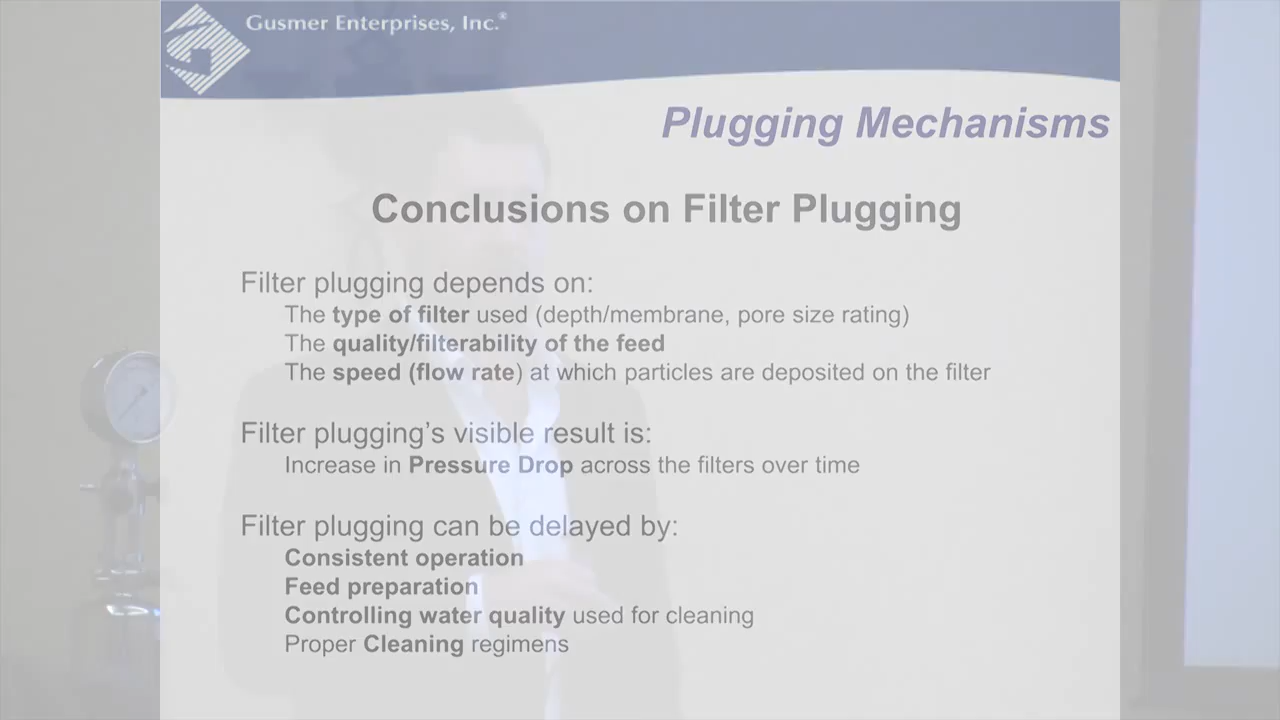 Gusmer Enterprises, Inc.®
Plugging Mechanisms
Conclusions on Filter Plugging
Filter plugging depends on:
The type of filter used (depth/membrane, pore size rating)
The quality/filterability of the feed
The speed (flow rate) at which particles are deposited on the filter
Filter plugging’s visible result is:
Increase in Pressure Drop across the filters over time
Filter plugging can be delayed by:
Consistent operation
Feed preparation
Controlling water quality used for cleaning
Proper Cleaning regimens